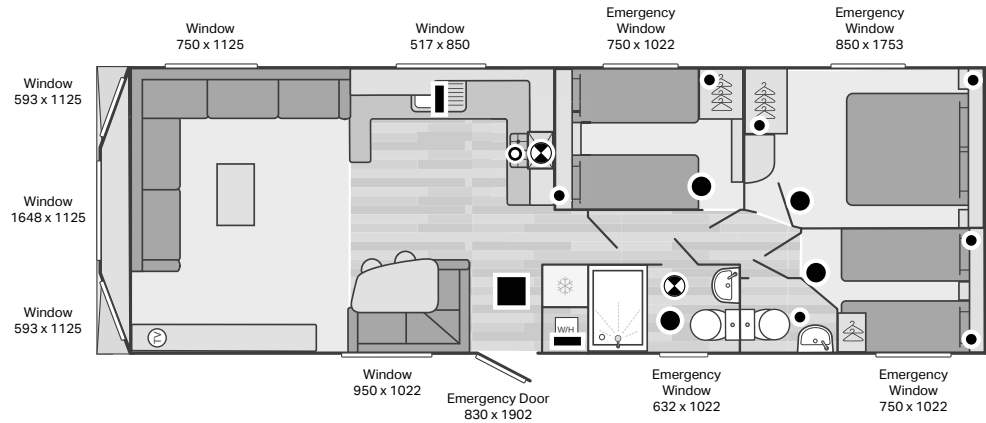 Window
750 x 1125
Window
517 x 850
Emergency
Window
750 x 1022
Emergency
Window
850 x 1753
Window
593 x 1125
Window
1648 x 1125
Window
593 x 1125
TV
W/H
Window
950 x 1022
Emergency Door
830 x 1902
Emergency
Window
632 x 1022
Emergency
Window
750 x 1022